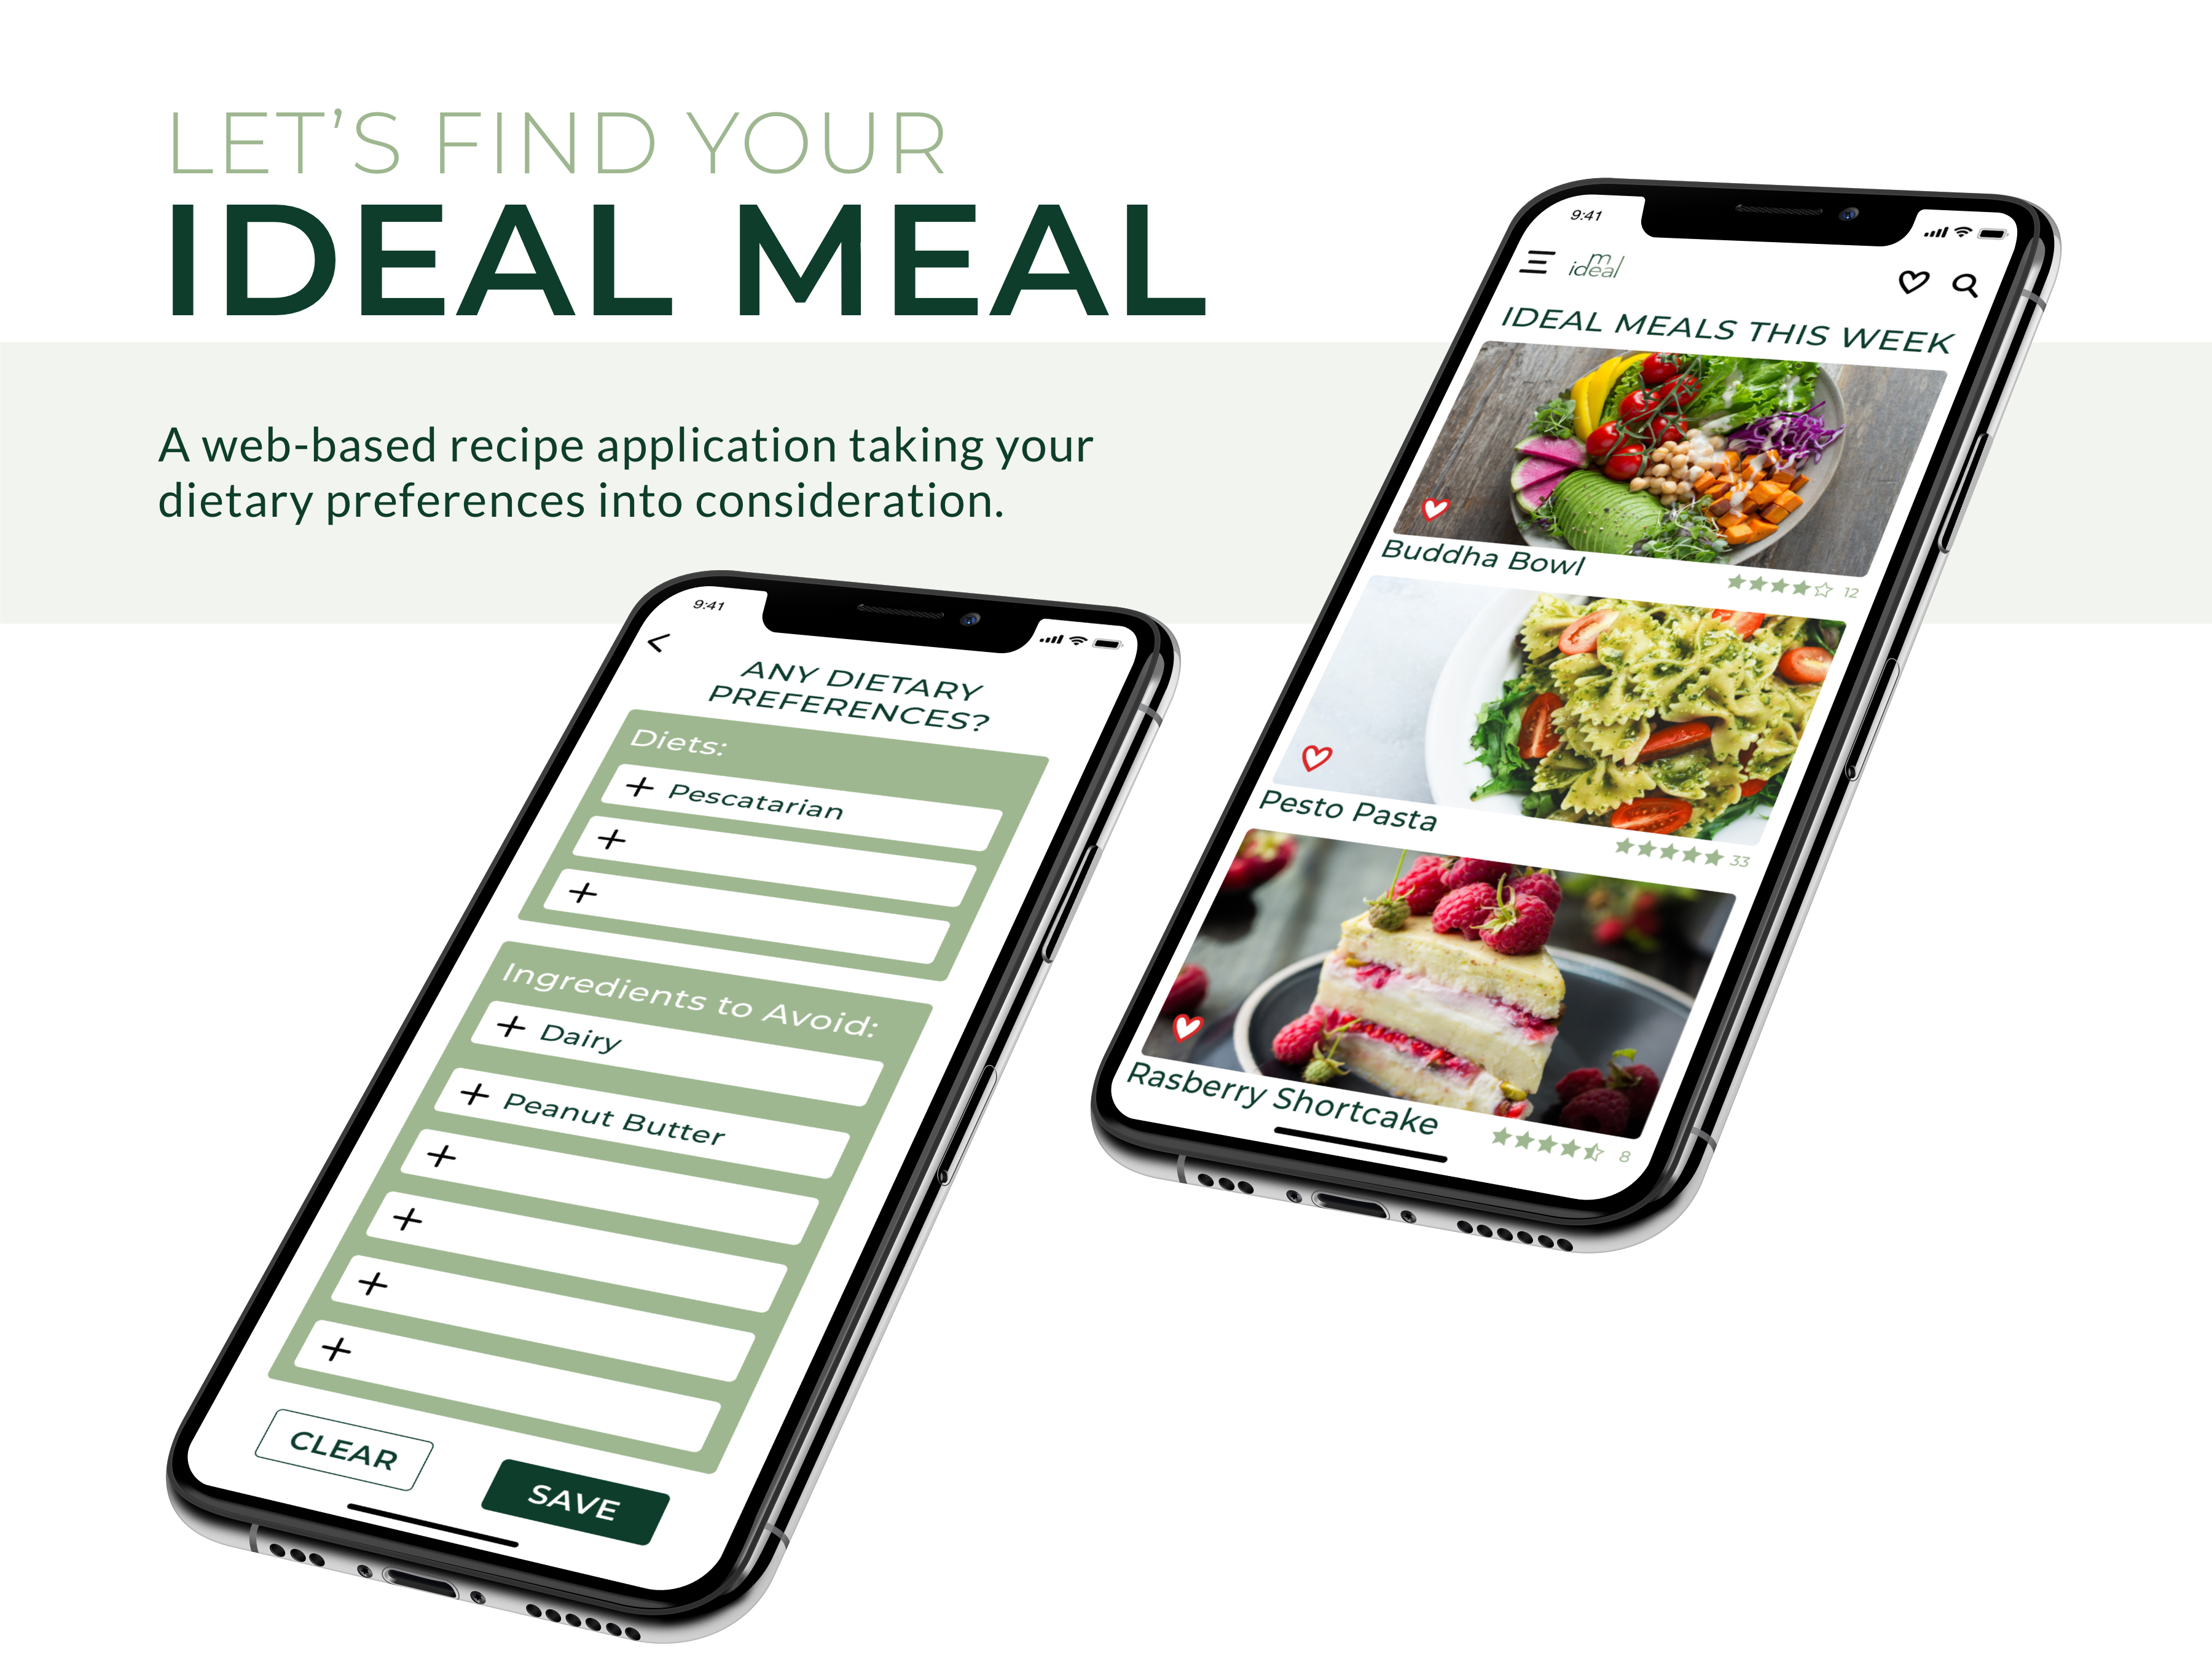 LET'S FIND YOUR
IDEAL MEAL
A web-based recipe application taking your
dietary preferences into consideration.
9:41
ANY DIETARY
PREFERENCES?
Diets:
+ Pescatarian
+
+
Ingredients to Avoid:
+ Dairy
+ Peanut Butter
+
+
+
+
CLEAR
SAVE
9:41
m
ideal
IDEAL MEALS THIS WEEK
Buddha Bowl
12
Pesto Pasta
33
Rasberry Shortcake
8